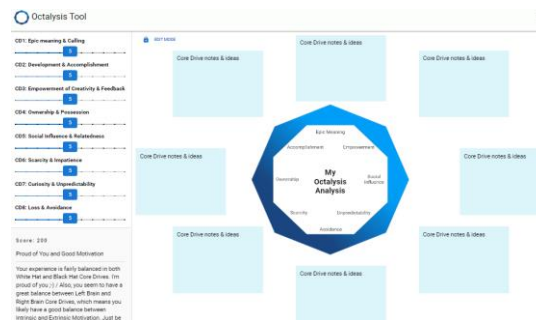 Octalysis Tool
CD1: Epic meaning & Calling
5
CD2: Development & Accomplishment
5
CD3: Empowerment of Creativity & Feedback
5
CD4: Ownership & Possession
5
CD5: Social Influence & Relatedness
5
CD6: Scarcity & Impatience
5
CD7: Curiosity & Unpredictability
5
CD8: Loss & Avoidance
5
Score: 200
Proud of You and Good Motivation
Your experience is fairly balanced in both
White Hat and Black Hat Core Drives. I'm
proud of you ;-) / Also, you seem to have a
great balance between Left Brain and
Right Brain Core Drives, which means you
likely have a good balance between
Intrinsic and Extrinsic Motivation. Just be
EDIT MODE
Core Drive notes & ideas
Core Drive notes & ideas
Core Drive notes & ideas
Core Drive notes & ideas
Core Drive notes & ideas
Core Drive notes & ideas
Core Drive notes & ideas
Core Drive notes & ideas
Epic Meaning
Accomplishment
Empowerment
Ownership
My
Octalysis
Analysis
Social
Influence
Scarcity
Unpredictability
Avoidance